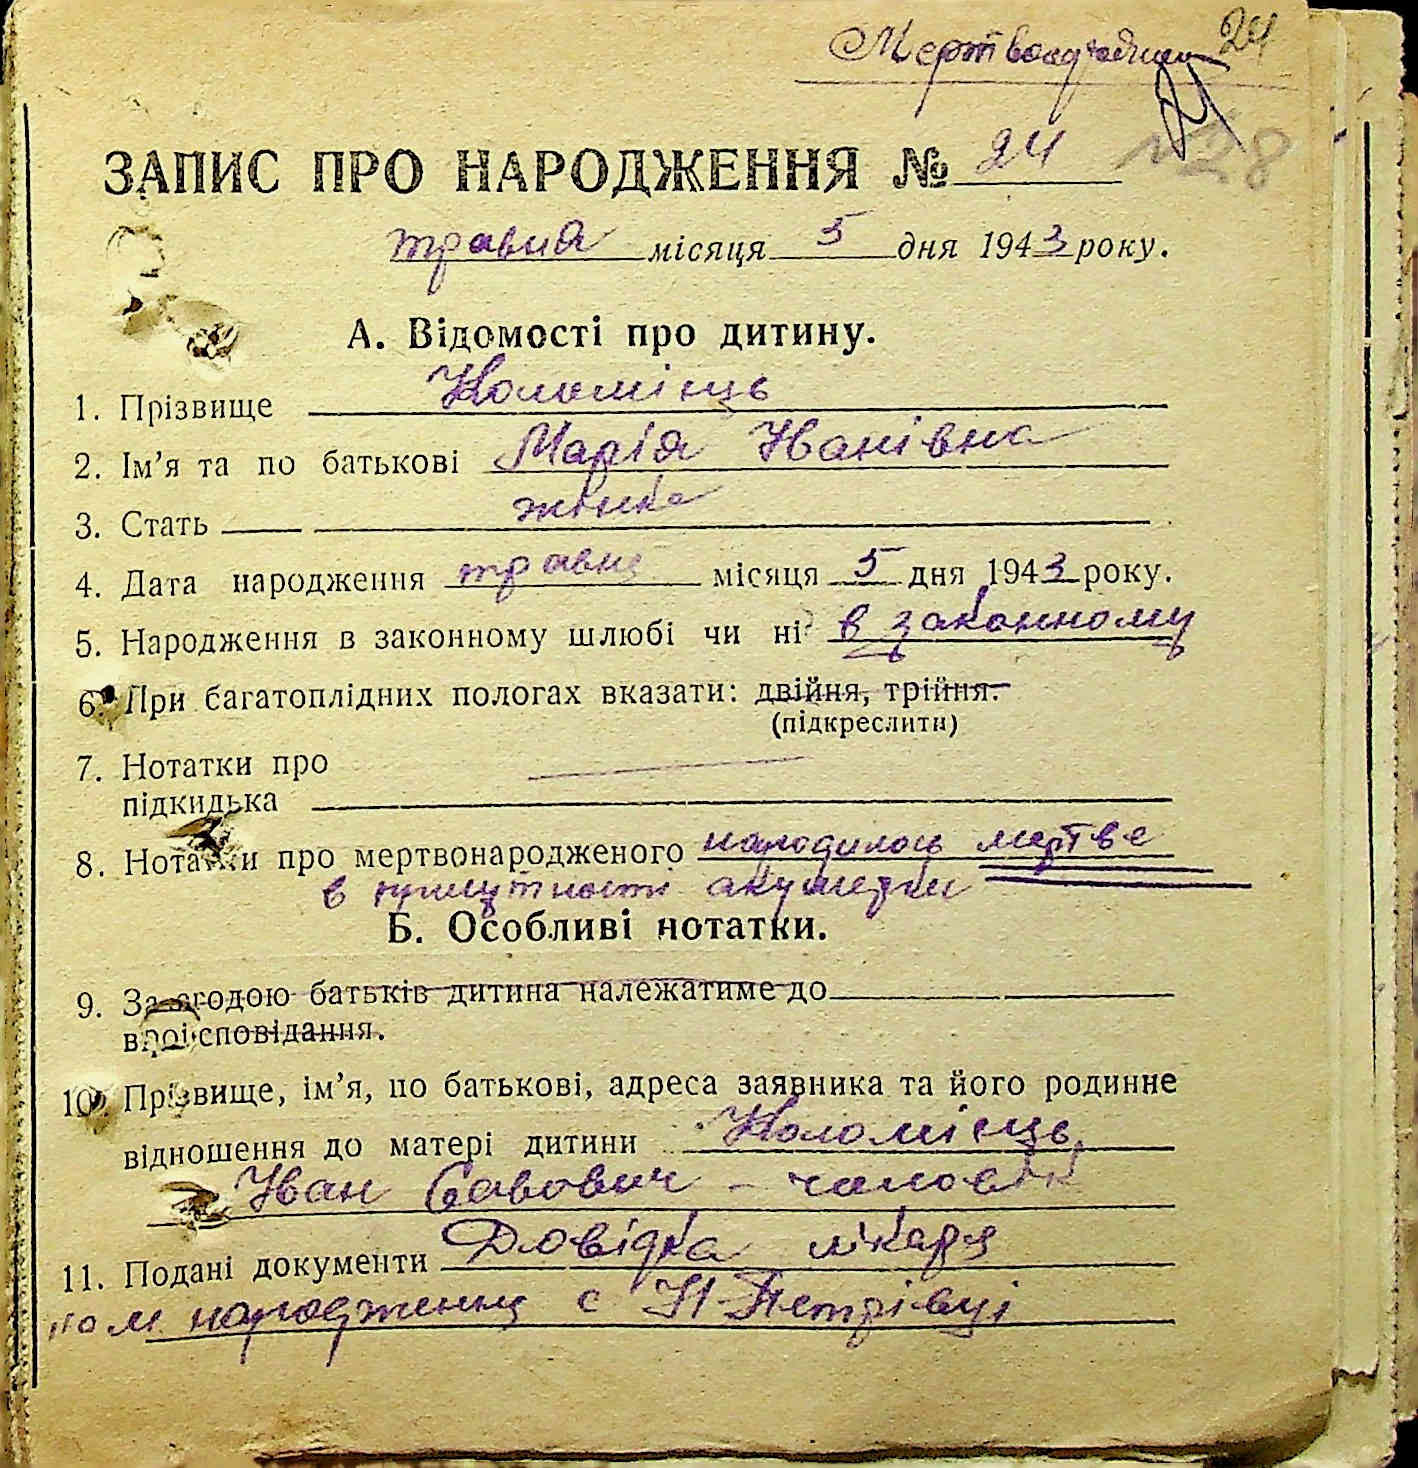 24
ЗАПИС ПРО НАРОДЖЕННЯ № 24 28
травня місяця 5 дня 1943 року.
А. Відомості про дитину.
1. Прізвище Коломієць
2. Ім'я та по батькові Марія Іванівна
3. Стать жінка
4. Дата народження травня місяця 5 дня 1943 року.
5. Народження в законному шлюбі чи ні? в законному
6. При багатоплідних пологах вказати: двійня, трійня.
(підкреслити)
7. Нотатки про
підкидька
8. Нотатки про мертвонародженого народилось мертве
в присутності акушерки
Б. Особливі нотатки.
9. За згодою батьків дитина належатиме до
віросповідання.
10. Прізвище, ім'я, по батькові, адреса заявника та його родинне
відношення до матері дитини Коломієць
Іван Савович - чоловік
11. Подані документи Довідка лікаря
народження с Н-Петрівці